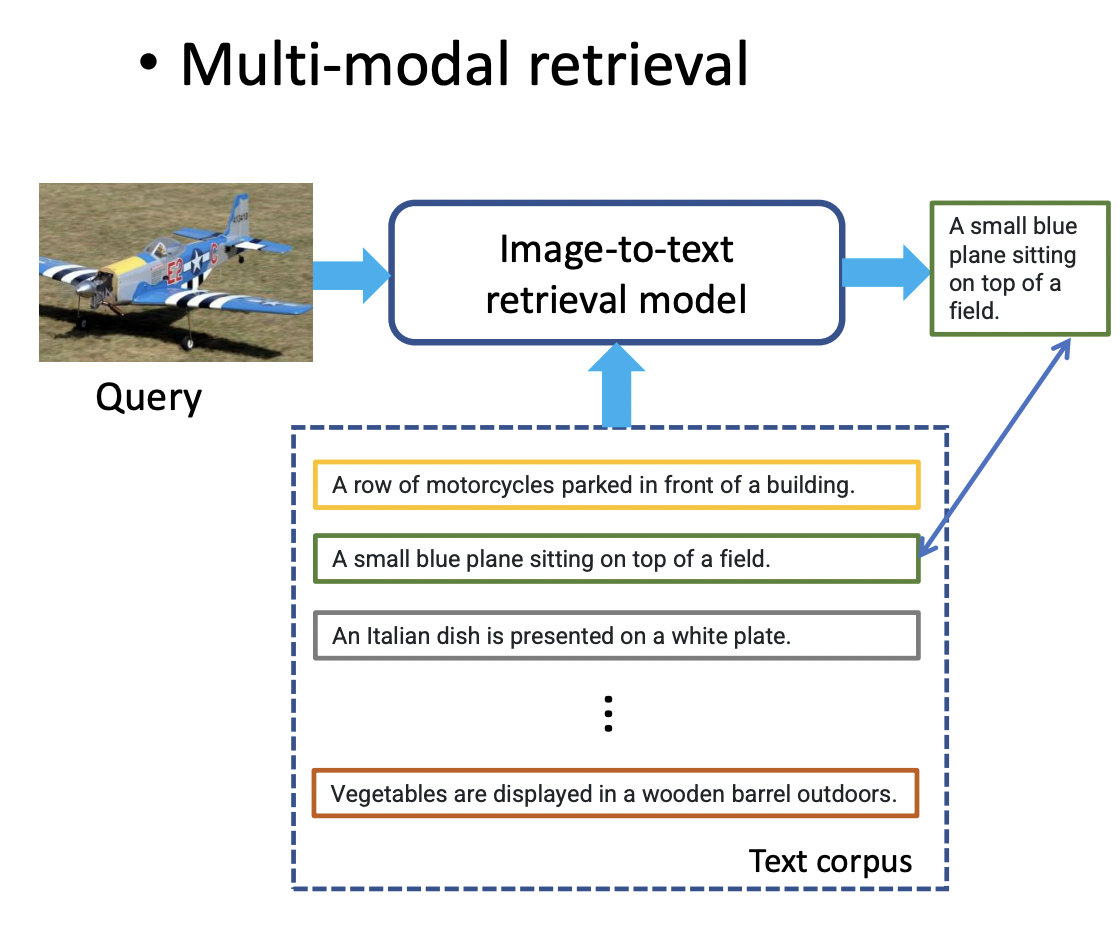 • Multi-modal retrieval
413418
E2
C
Query
Image-to-text
retrieval model
A small blue
plane sitting
on top of a
field.
A row of motorcycles parked in front of a building.
A small blue plane sitting on top of a field.
An Italian dish is presented on a white plate.
⋮
Vegetables are displayed in a wooden barrel outdoors.
Text corpus